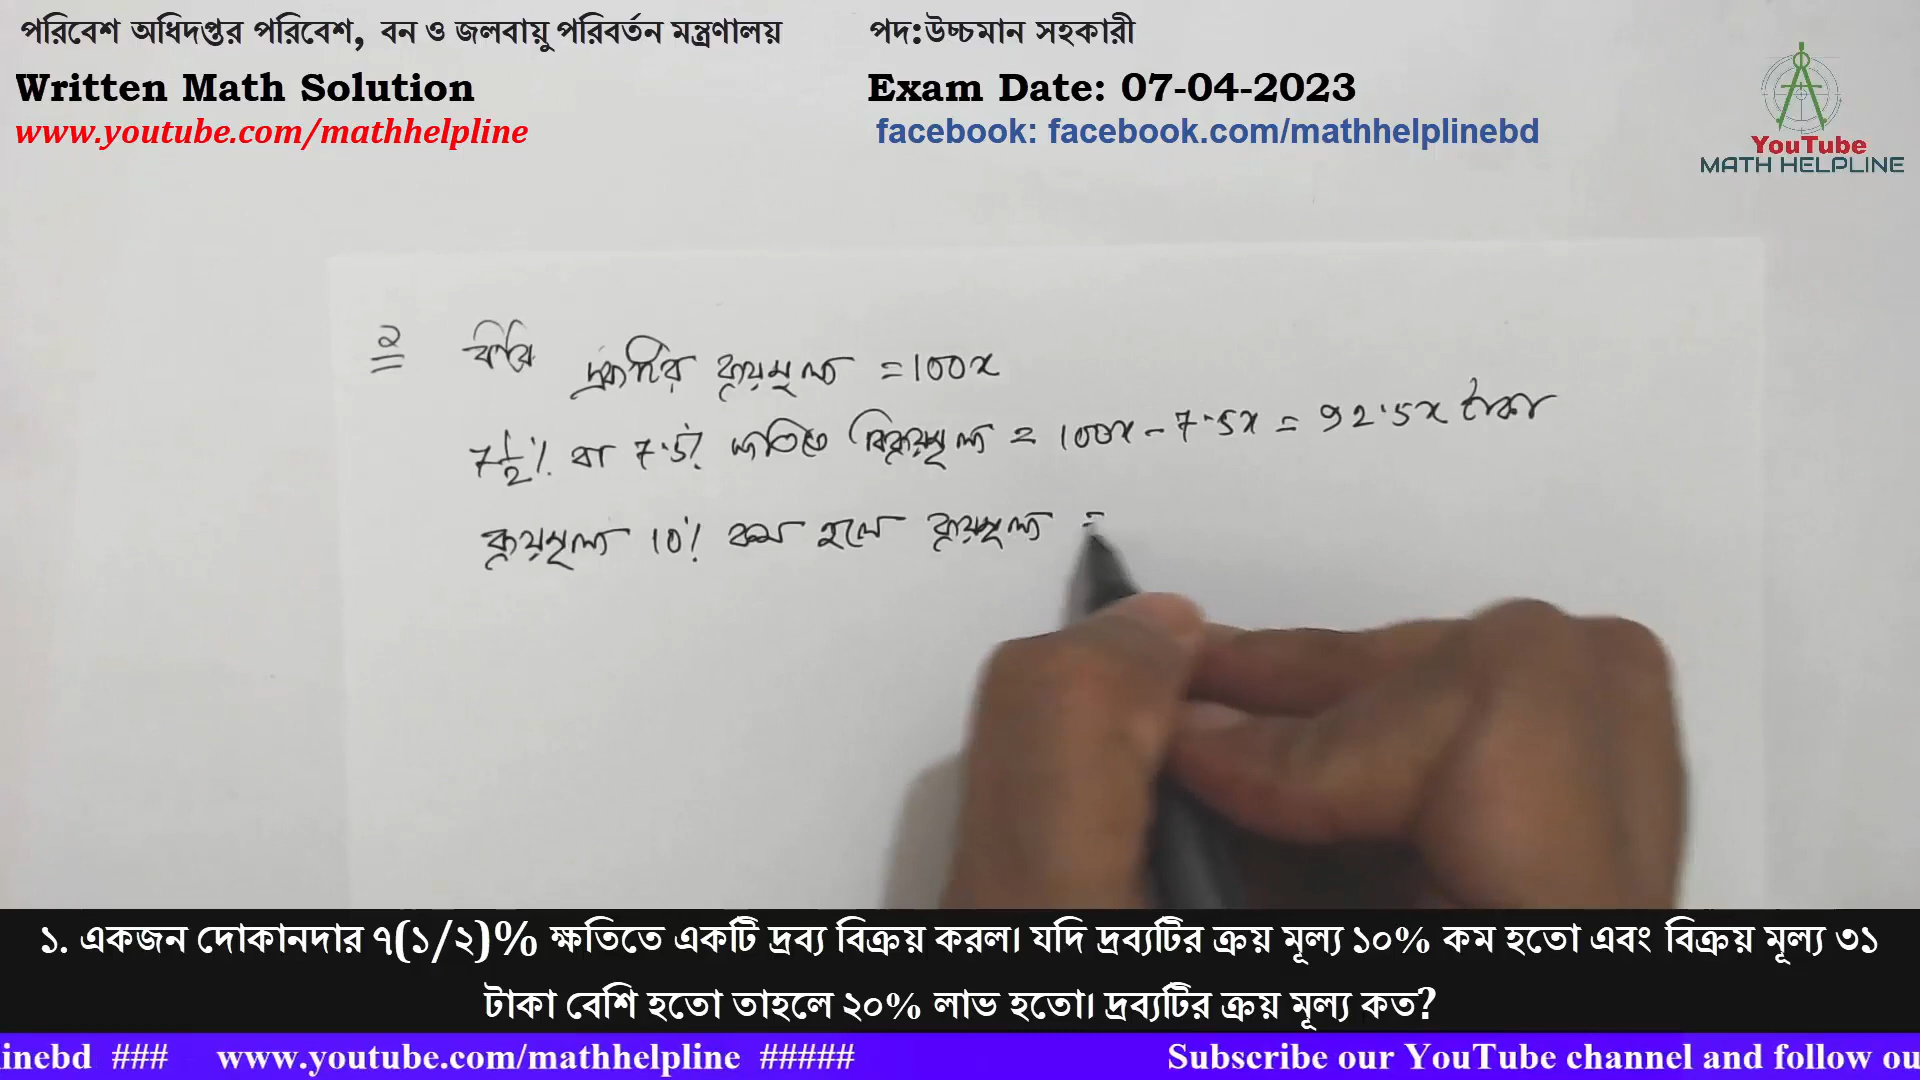 পরিবেশ অধিদপ্তর পরিবেশ, বন ও জলবায়ু পরিবর্তন মন্ত্রণালয়
পদ:উচ্চমান সহকারী
Written Math Solution
Exam Date: 07-04-2023
www.youtube.com/mathhelpline
facebook: facebook.com/mathhelplinebd
YouTube
MATH HELPLINE
১ ধরি দ্রব্যটির ক্রয়মূল্য =100x
7 1/2 % বা 7.5% ক্ষতিতে বিক্রয়মূল্য = 100x - 7.5x = 92.5x টাকা
ক্রয়মূল্য 10% কম হলে ক্রয়মূল্য =
১. একজন দোকানদার ৭(১/২)% ক্ষতিতে একটি দ্রব্য বিক্রয় করল। যদি দ্রব্যটির ক্রয় মূল্য ১০% কম হতো এবং বিক্রয় মূল্য ৩১
টাকা বেশি হতো তাহলে ২০% লাভ হতো। দ্রব্যটির ক্রয় মূল্য কত?
inebd ### www.youtube.com/mathhelpline ##### Subscribe our YouTube channel and follow ou